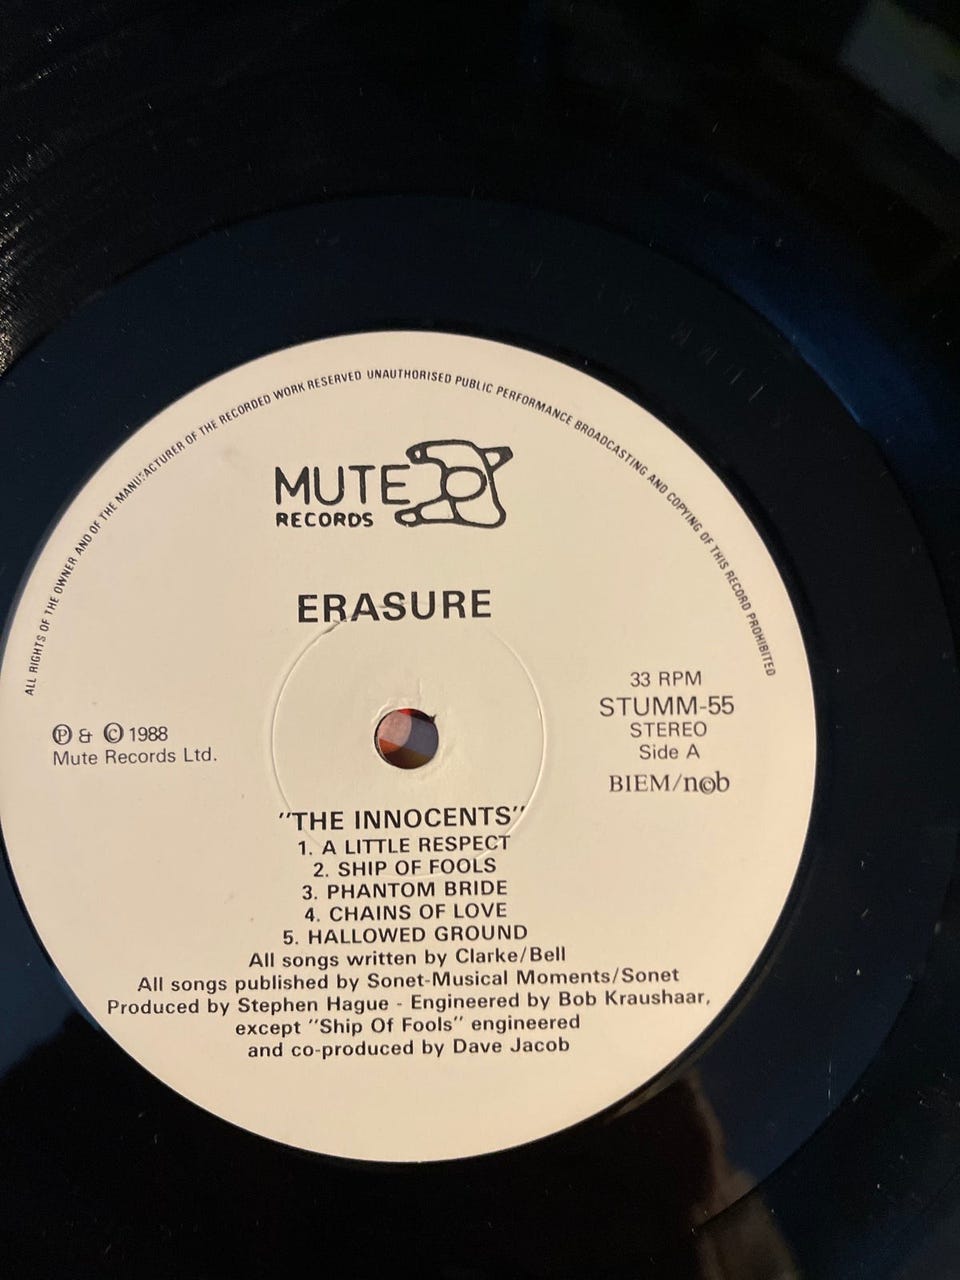 ALL RIGHTS OF THE OWNER AND OF THE MANUFACTURER OF THE RECORDED WORK RESERVED UNAUTHORISED PUBLIC PERFORMANCE BROADCASTING AND COPYING OF THIS RECORD PROHIBITED
MUTE
RECORDS
ERASURE
33 RPM
STUMM-55
STEREO
Side A
BIEM/n©b
Ⓟ & © 1988
Mute Records Ltd.
"THE INNOCENTS"
1. A LITTLE RESPECT
2. SHIP OF FOOLS
3. PHANTOM BRIDE
4. CHAINS OF LOVE
5. HALLOWED GROUND
All songs written by Clarke/Bell
All songs published by Sonet-Musical Moments/Sonet
Produced by Stephen Hague - Engineered by Bob Kraushaar,
except "Ship Of Fools" engineered
and co-produced by Dave Jacob